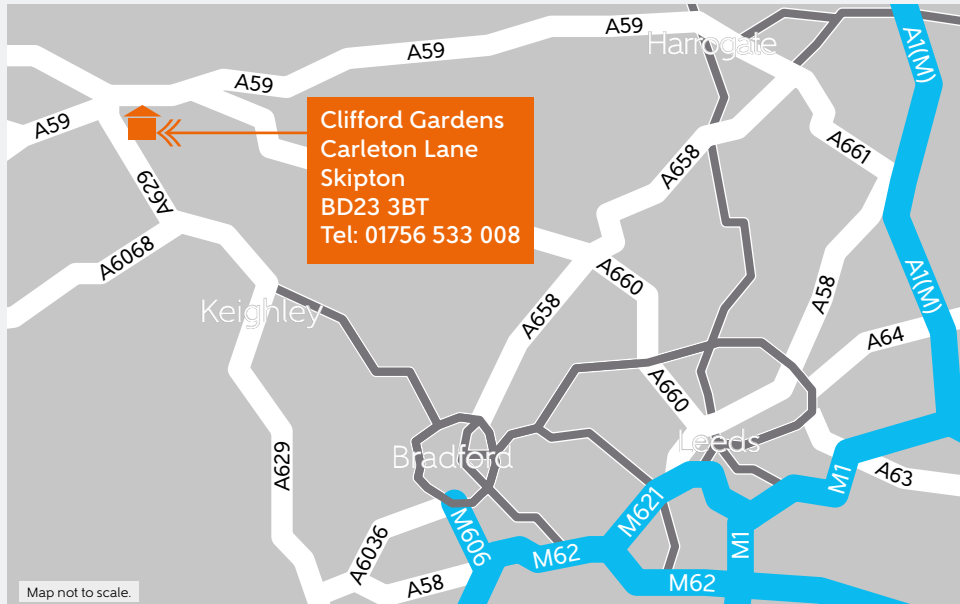 A59
Harrogate
A59
A59
A1(M)
A59
Clifford Gardens
Carleton Lane
Skipton
BD23 3BT
Tel: 01756 533 008
A661
A658
A629
A6068
A660
A1(M)
A58
Keighley
A658
A64
A660
Leeds
Bradford
A629
A63
M1
M621
M606
A6036
M1
M62
M62
A58
Map not to scale.